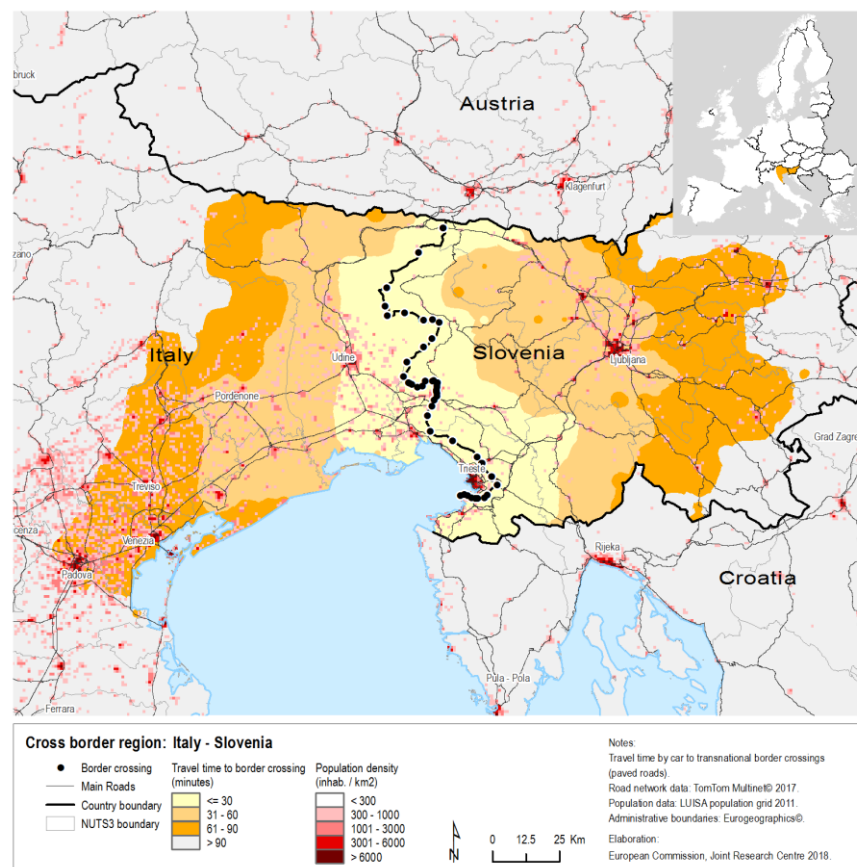 Austria
bruck
Klagenfurt
zano
Italy
Udine
Slovenia
Ljubljana
Pordenone
Grad Zagre
Treviso
Trieste
cenza
Venezia
Padova
Rijeka
Croatia
Pula - Pola
Ferrara
Cross border region: Italy - Slovenia
Border crossing
Main Roads
Country boundary
NUTS3 boundary
Travel time to border crossing
(minutes)
<= 30
31 - 60
61 - 90
> 90
Population density
(inhab. / km2)
< 300
300 - 1000
1001 - 3000
3001 - 6000
> 6000
N
0 12.5 25 Km
Notes:
Travel time by car to transnational border crossings
(paved roads).
Road network data: TomTom Multinet© 2017.
Population data: LUISA population grid 2011.
Administrative boundaries: Eurogeographics©.
Elaboration:
European Commission, Joint Research Centre 2018.